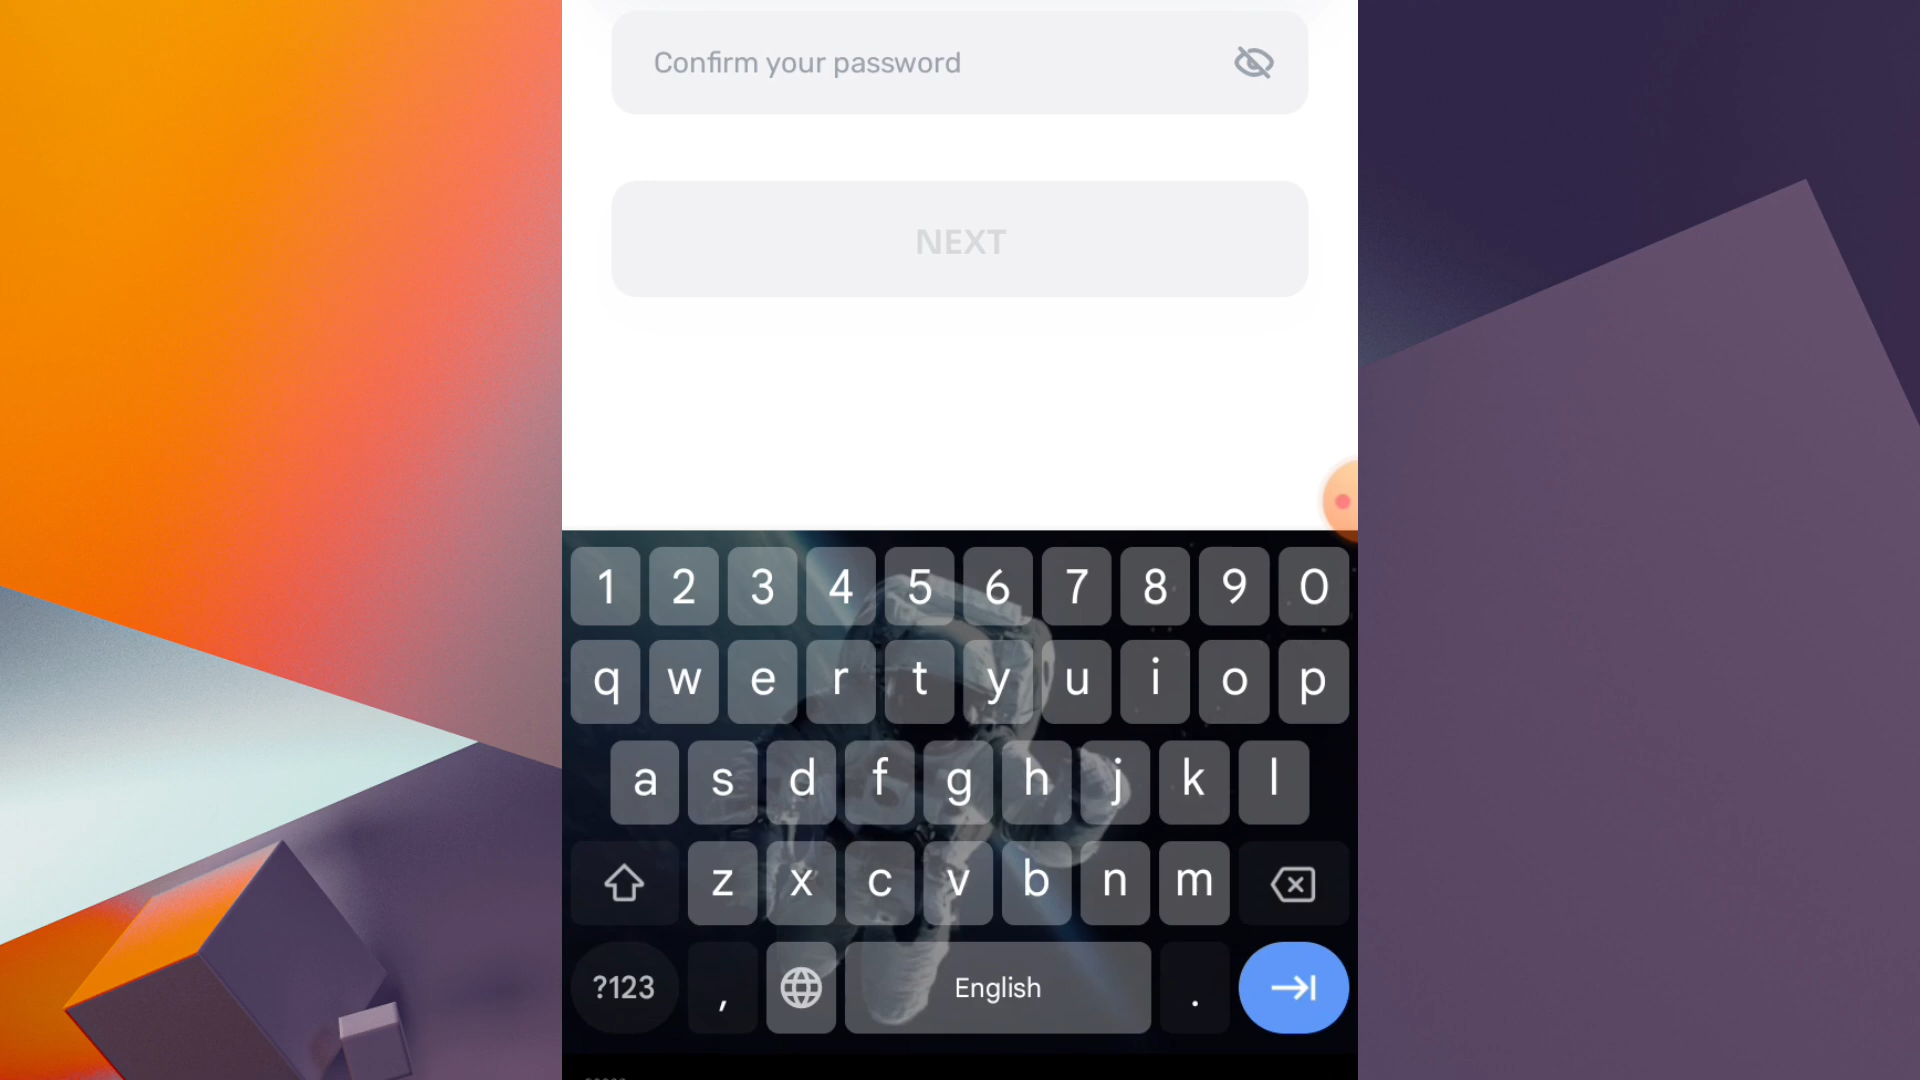 Confirm your password
NEXT
1 2 3 4 5 6 7 8 9 0
q w e r t y u i o p
a s d f g h j k l
z x c v b n m
?123 , English .